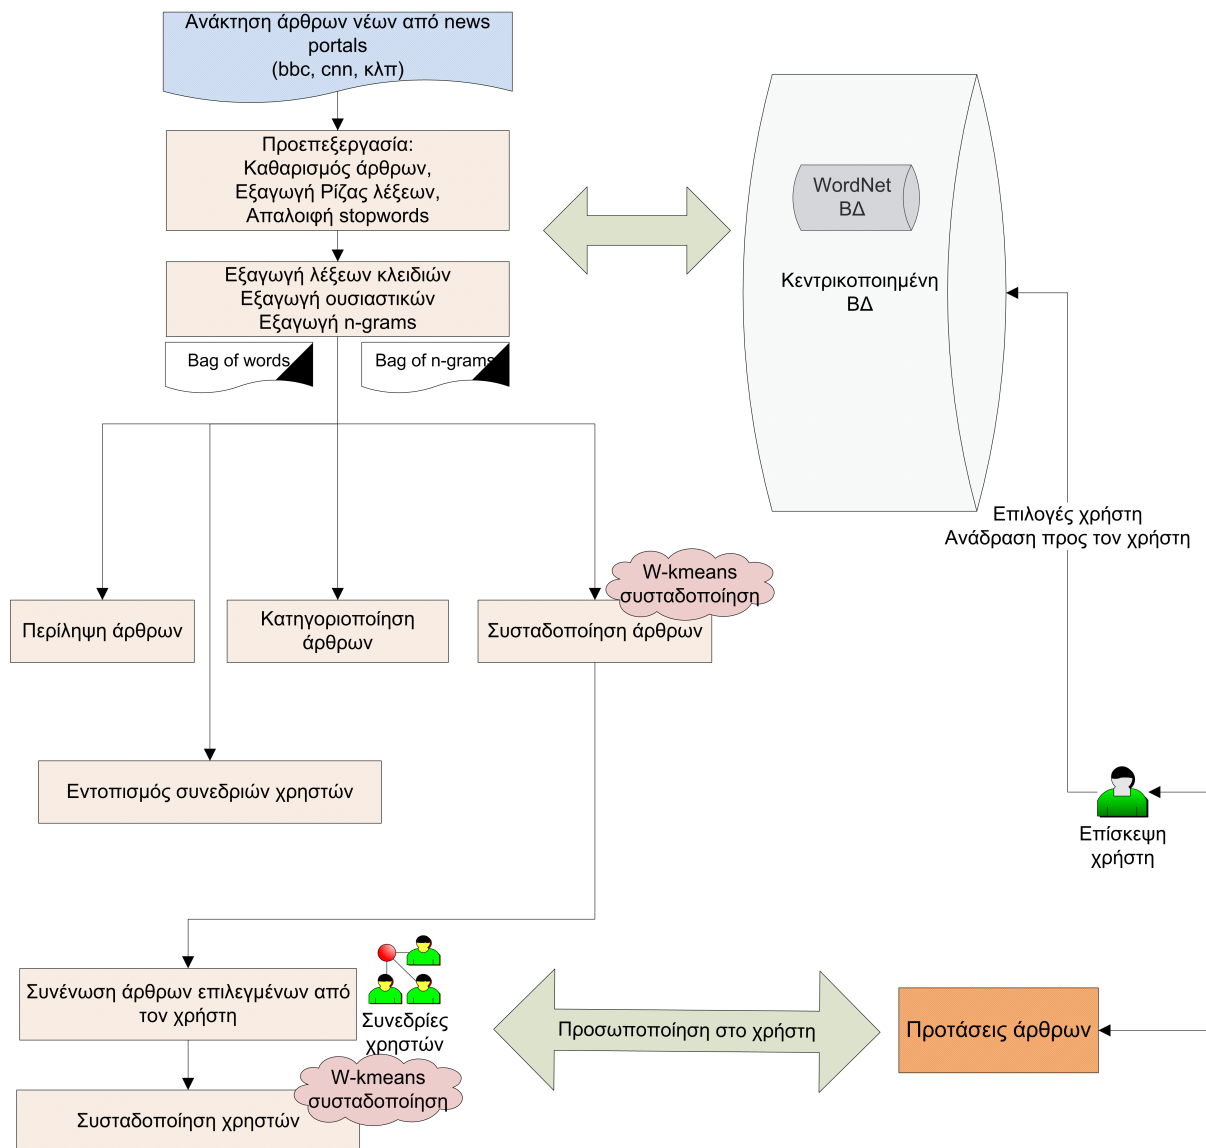 Ανάκτηση άρθρων νέων από news
portals
(bbc, cnn, κλπ)
Προεπεξεργασία:
Καθαρισμός άρθρων,
Εξαγωγή Ρίζας λέξεων,
Απαλοιφή stopwords
WordNet
ΒΔ
Εξαγωγή λέξεων κλειδιών
Εξαγωγή ουσιαστικών
Εξαγωγή n-grams
Κεντρικοποιημένη
ΒΔ
Bag of words
Bag of n-grams
Επιλογές χρήστη
Ανάδραση προς τον χρήστη
W-kmeans
συσταδοποίηση
Περίληψη άρθρων
Κατηγοριοποίηση
άρθρων
Συσταδοποίηση άρθρων
Εντοπισμός συνεδριών χρηστών
Επίσκεψη
χρήστη
Συνένωση άρθρων επιλεγμένων από
τον χρήστη
Συνεδρίες
χρηστών
Προσωποποίηση στο χρήστη
Προτάσεις άρθρων
W-kmeans
συσταδοποίηση
Συσταδοποίηση χρηστών